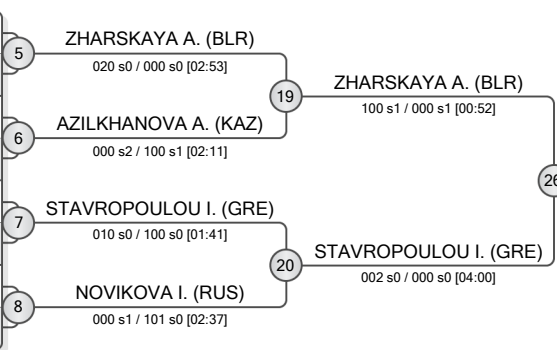 ZHARSKAYA A. (BLR)
5
020 s0 / 000 s0 [02:53]
19
ZHARSKAYA A. (BLR)
100 s1 / 000 s1 [00:52]
AZILKHANOVA A. (KAZ)
6
000 s2 / 100 s1 [02:11]
26
STAVROPOULOU I. (GRE)
7
010 s0 / 100 s0 [01:41]
20
STAVROPOULOU I. (GRE)
002 s0 / 000 s0 [04:00]
NOVIKOVA I. (RUS)
8
000 s1 / 101 s0 [02:37]